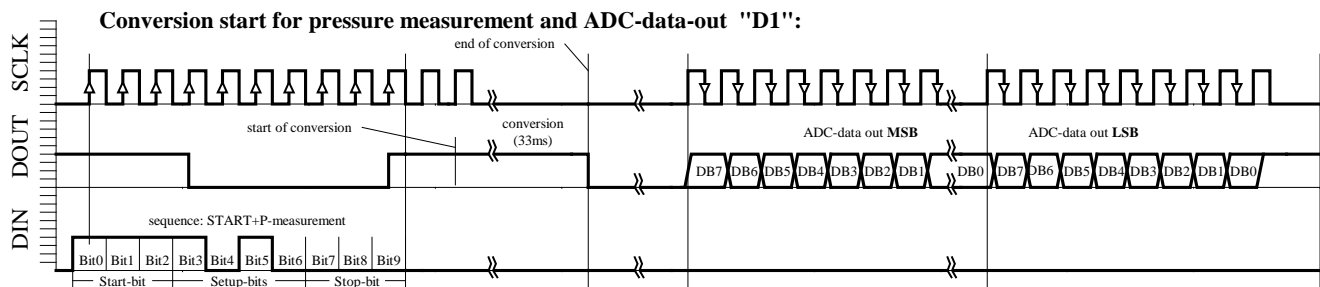 Conversion start for pressure measurement and ADC-data-out "D1":
SCLK
end of conversion
DOUT
start of conversion
conversion
(33ms)
ADC-data out MSB
ADC-data out LSB
DB7 DB6 DB5 DB4 DB3 DB2 DB1 DB0 DB7 DB6 DB5 DB4 DB3 DB2 DB1 DB0
DIN
sequence: START+P-measurement
Bit0 Bit1 Bit2 Bit3 Bit4 Bit5 Bit6 Bit7 Bit8 Bit9
Start-bit Setup-bits Stop-bit